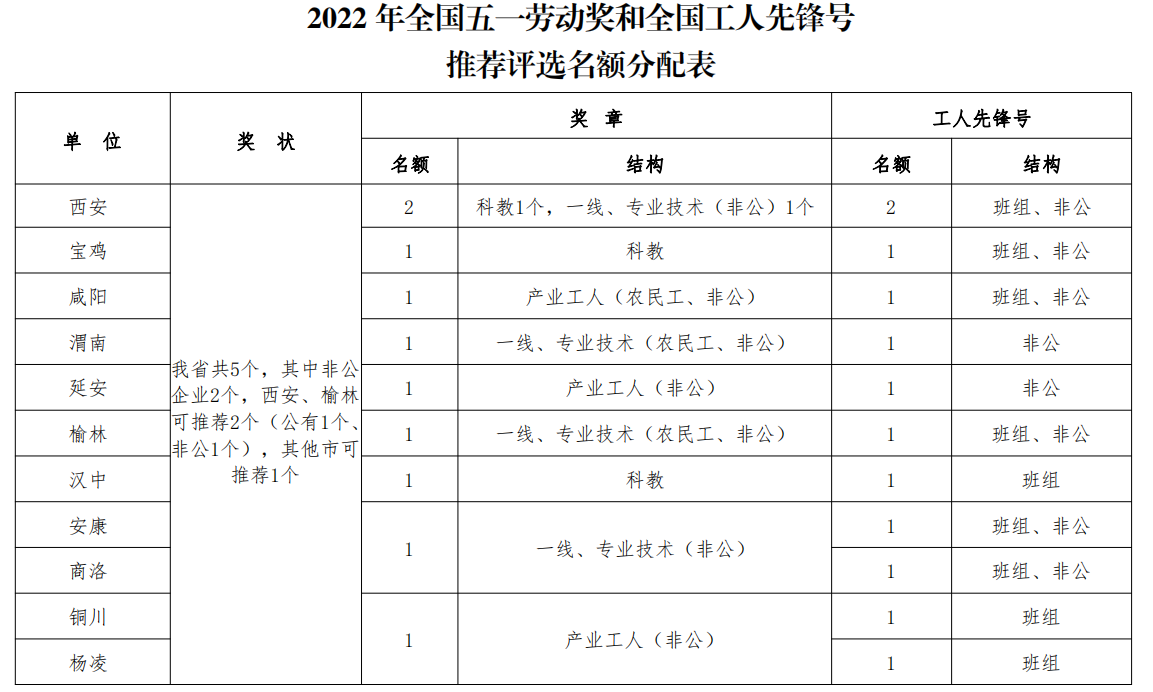 2022 年全国五一劳动奖和全国工人先锋号
推荐评选名额分配表
单 位 奖 状 奖 章 工人先锋号
名额 结构 名额 结构
西安 2 科教1个，一线、专业技术（非公）1个 2 班组、非公
宝鸡 1 科教 1 班组、非公
咸阳 1 产业工人（农民工、非公） 1 班组、非公
渭南 1 一线、专业技术（农民工、非公） 1 非公
我省共5个，其中非公
企业2个，西安、榆林
可推荐2个（公有1个、
非公1个），其他市可
推荐1个
延安 1 产业工人（非公） 1 非公
榆林 1 一线、专业技术（农民工、非公） 1 班组、非公
汉中 1 科教 1 班组
安康 1 一线、专业技术（非公） 1 班组、非公
商洛 1 班组、非公
铜川 1 产业工人（非公） 1 班组
杨凌 1 班组